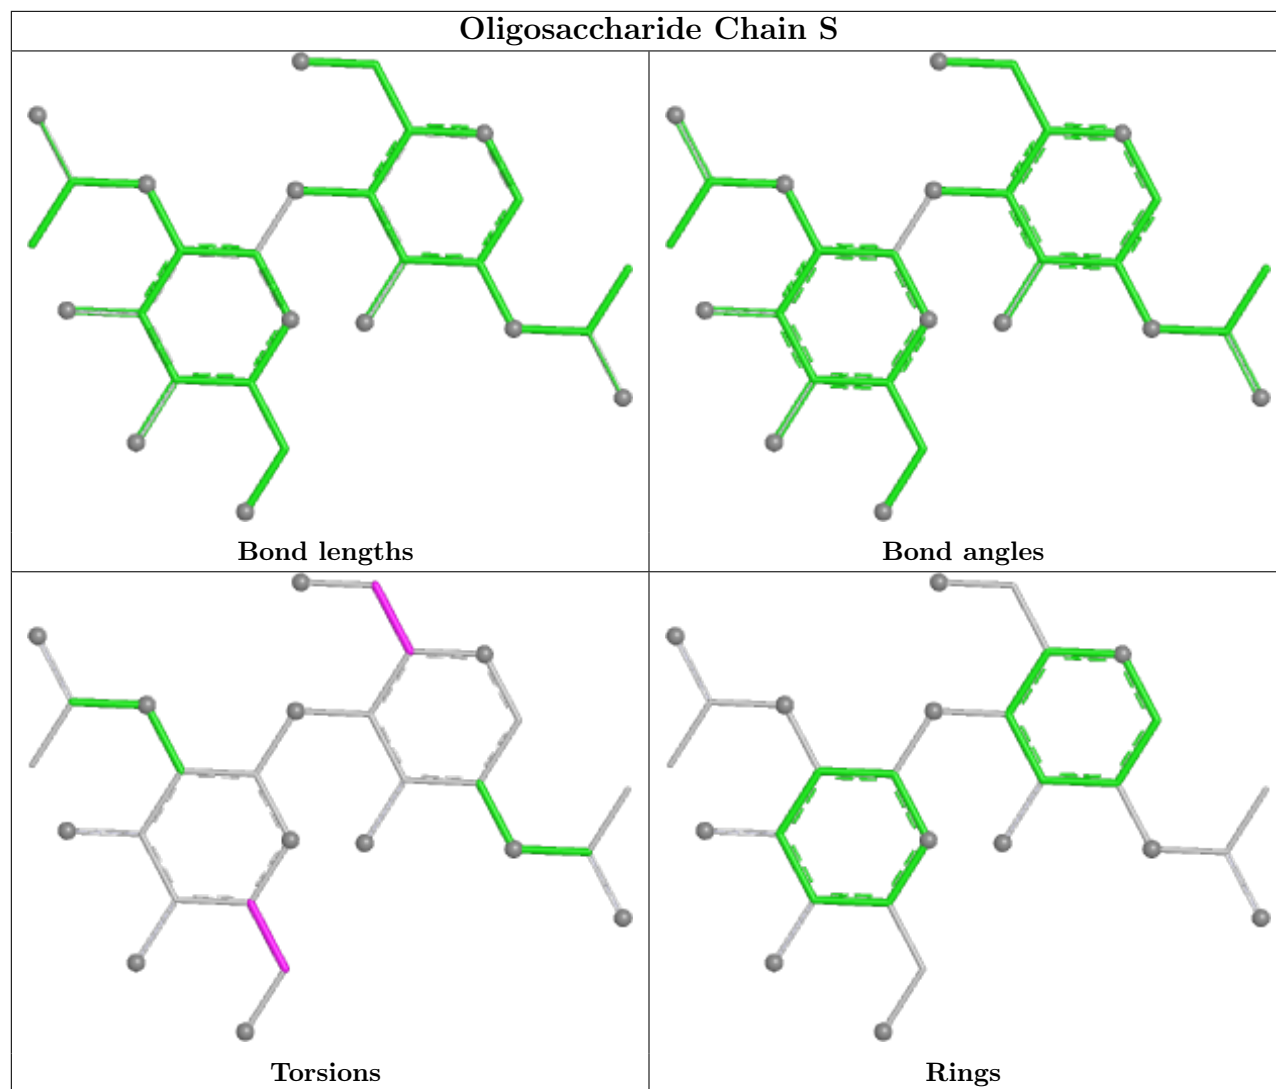 Oligosaccharide Chain S
Bond lengths
Bond angles
Torsions
Rings